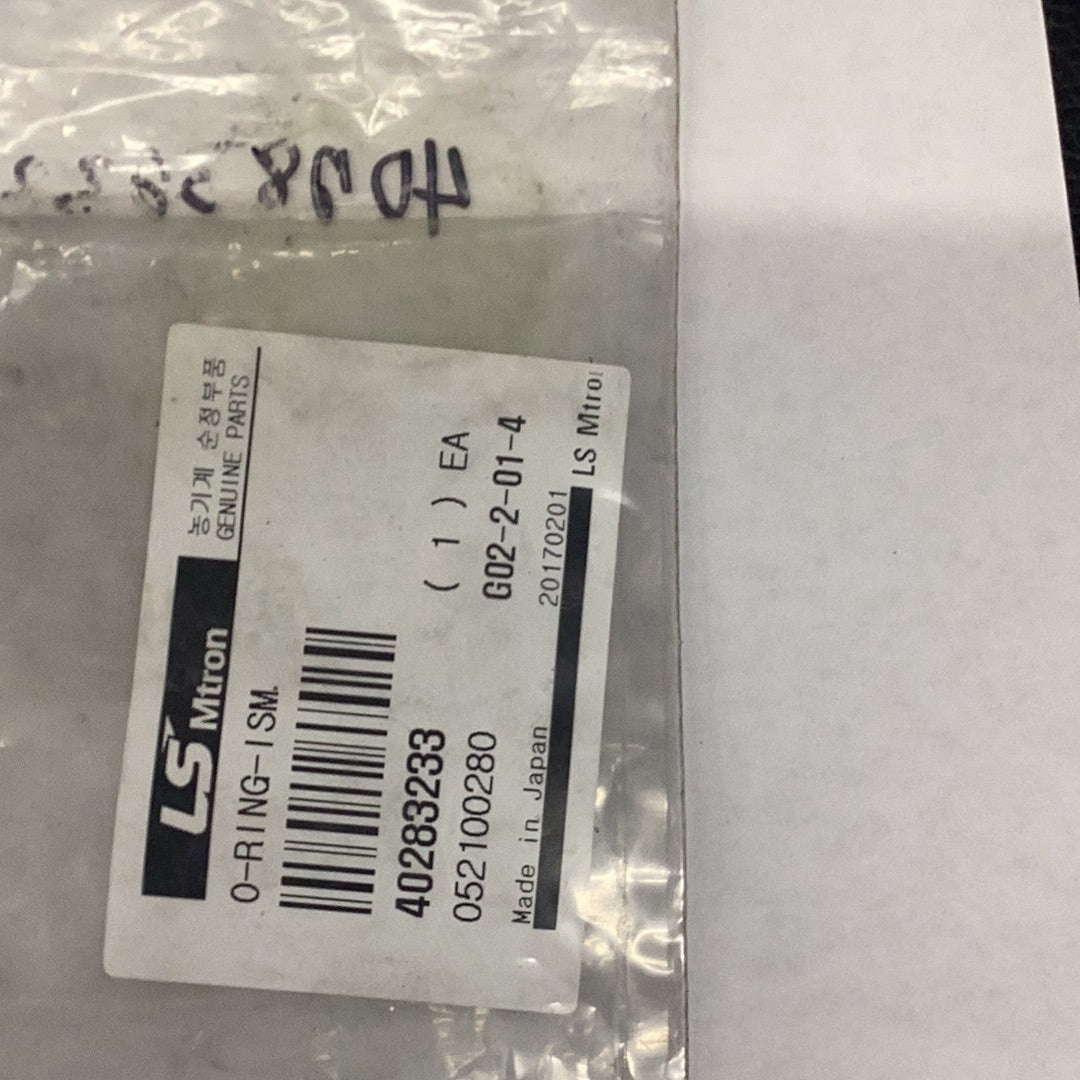 LS Mtron
농기계 순정부품
GENUINE PARTS
O-RING-ISM.
( 1 ) EA
40283233
052100280
G02-2-01-4
Made in Japan
20170201
LS Mtro